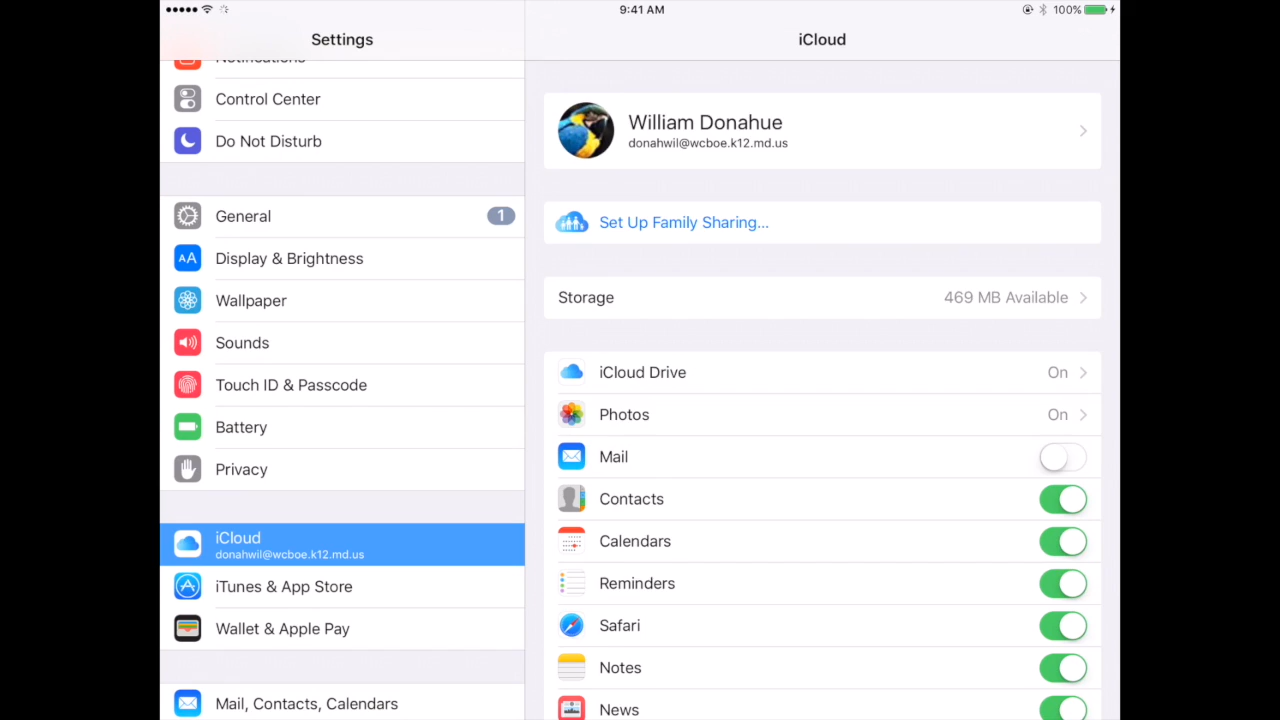 9:41 AM
100%
Settings
iCloud
Notifications
Control Center
Do Not Disturb
General
1
Display & Brightness
Wallpaper
Sounds
Touch ID & Passcode
Battery
Privacy
iCloud
donahwil@wcboe.k12.md.us
iTunes & App Store
Wallet & Apple Pay
Mail, Contacts, Calendars
William Donahue
donahwil@wcboe.k12.md.us
Set Up Family Sharing...
Storage
469 MB Available
iCloud Drive
On
Photos
On
Mail
Contacts
Calendars
Reminders
Safari
Notes
News